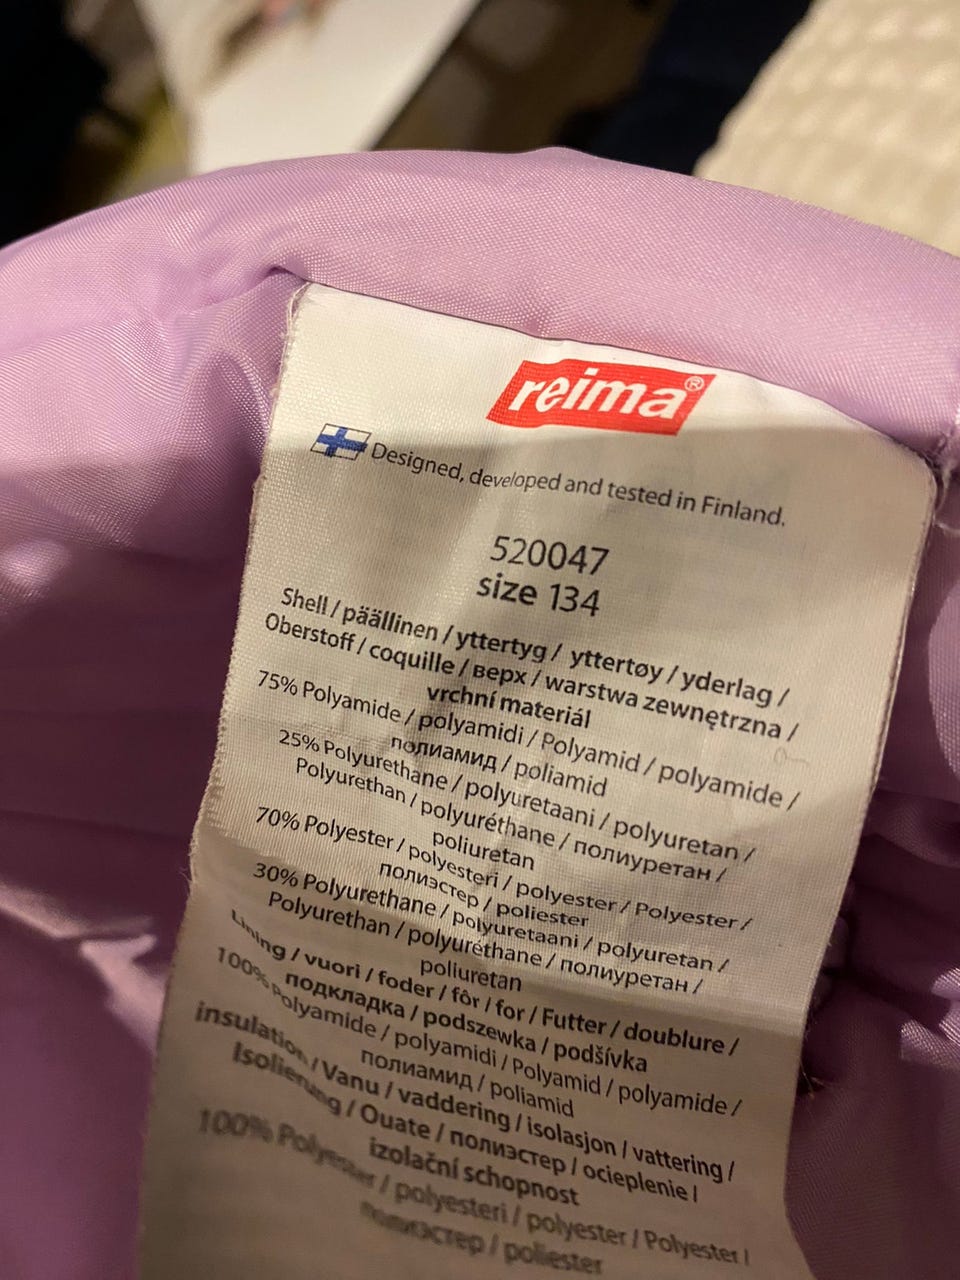 reima®
Designed, developed and tested in Finland.
520047
size 134
Shell / päällinen / yttertyg / yttertøy / yderlag /
Oberstoff / coquille / верх / warstwa zewnętrzna /
vrchní materiál
75% Polyamide / polyamidi / Polyamid / polyamide /
полиамид / poliamid
25% Polyurethane / polyuretaani / polyuretan /
Polyurethan / polyuréthane / полиуретан /
poliuretan
70% Polyester / polyesteri / polyester / Polyester /
полиэстер / poliester
30% Polyurethane / polyuretaani / polyuretan /
Polyurethan / polyuréthane / полиуретан /
poliuretan
Lining / vuori / foder / fôr / for / Futter / doublure /
подкладка / podszewka / podšívka
100% Polyamide / polyamidi / Polyamid / polyamide /
полиамид / poliamid
insulation / Vanu / vaddering / isolasjon / vattering /
Isolierung / Ouate / полиэстер / ocieplenie /
izolační schopnost
100% Polyester / polyesteri / polyester / Polyester /
полиэстер / poliester